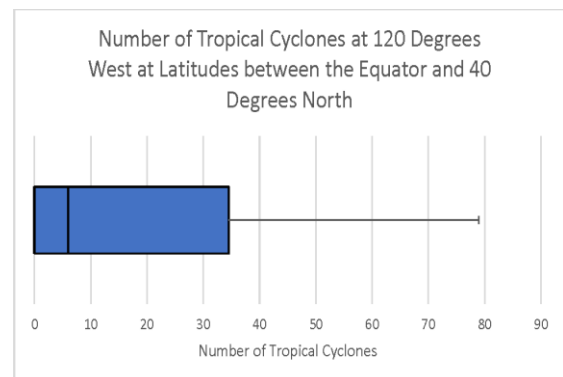 Number of Tropical Cyclones at 120 Degrees
West at Latitudes between the Equator and 40
Degrees North
0 10 20 30 40 50 60 70 80 90
Number of Tropical Cyclones